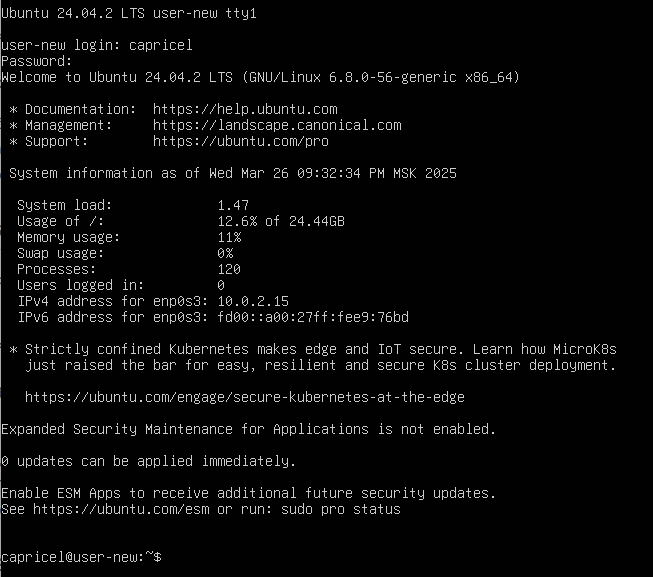 Ubuntu 24.04.2 LTS user-new tty1
user-new login: capricel
Password:
Welcome to Ubuntu 24.04.2 LTS (GNU/Linux 6.8.0-56-generic x86_64)
* Documentation:  https://help.ubuntu.com
* Management:     https://landscape.canonical.com
* Support:        https://ubuntu.com/pro
System information as of Wed Mar 26 09:32:34 PM MSK 2025
System load:             1.47
Usage of /:              12.6% of 24.44GB
Memory usage:            11%
Swap usage:              0%
Processes:               120
Users logged in:         0
IPv4 address for enp0s3: 10.0.2.15
IPv6 address for enp0s3: fd00::a00:27ff:fee9:76bd
* Strictly confined Kubernetes makes edge and IoT secure. Learn how MicroK8s
just raised the bar for easy, resilient and secure K8s cluster deployment.
https://ubuntu.com/engage/secure-kubernetes-at-the-edge
Expanded Security Maintenance for Applications is not enabled.
0 updates can be applied immediately.
Enable ESM Apps to receive additional future security updates.
See https://ubuntu.com/esm or run: sudo pro status
capricel@user-new:~$